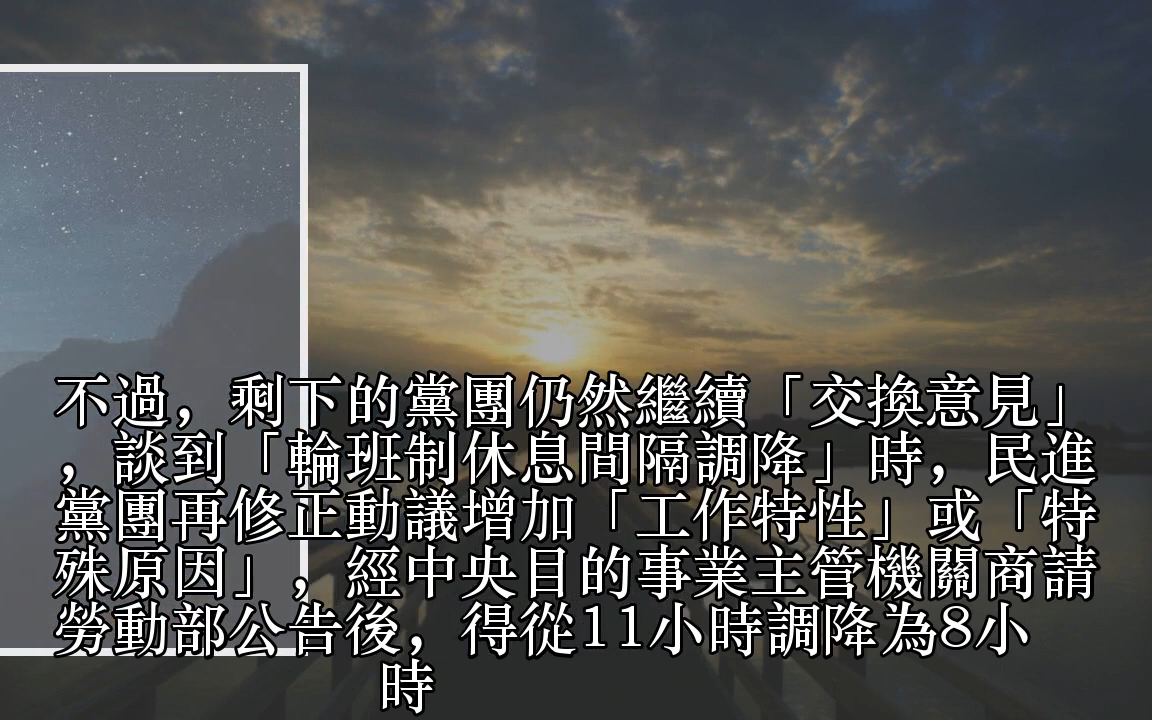 不過，剩下的黨團仍然繼續「交換意見」
，談到「輪班制休息間隔調降」時，民進
黨團再修正動議增加「工作特性」或「特
殊原因」，經中央目的事業主管機關商請
勞動部公告後，得從11小時調降為8小
時